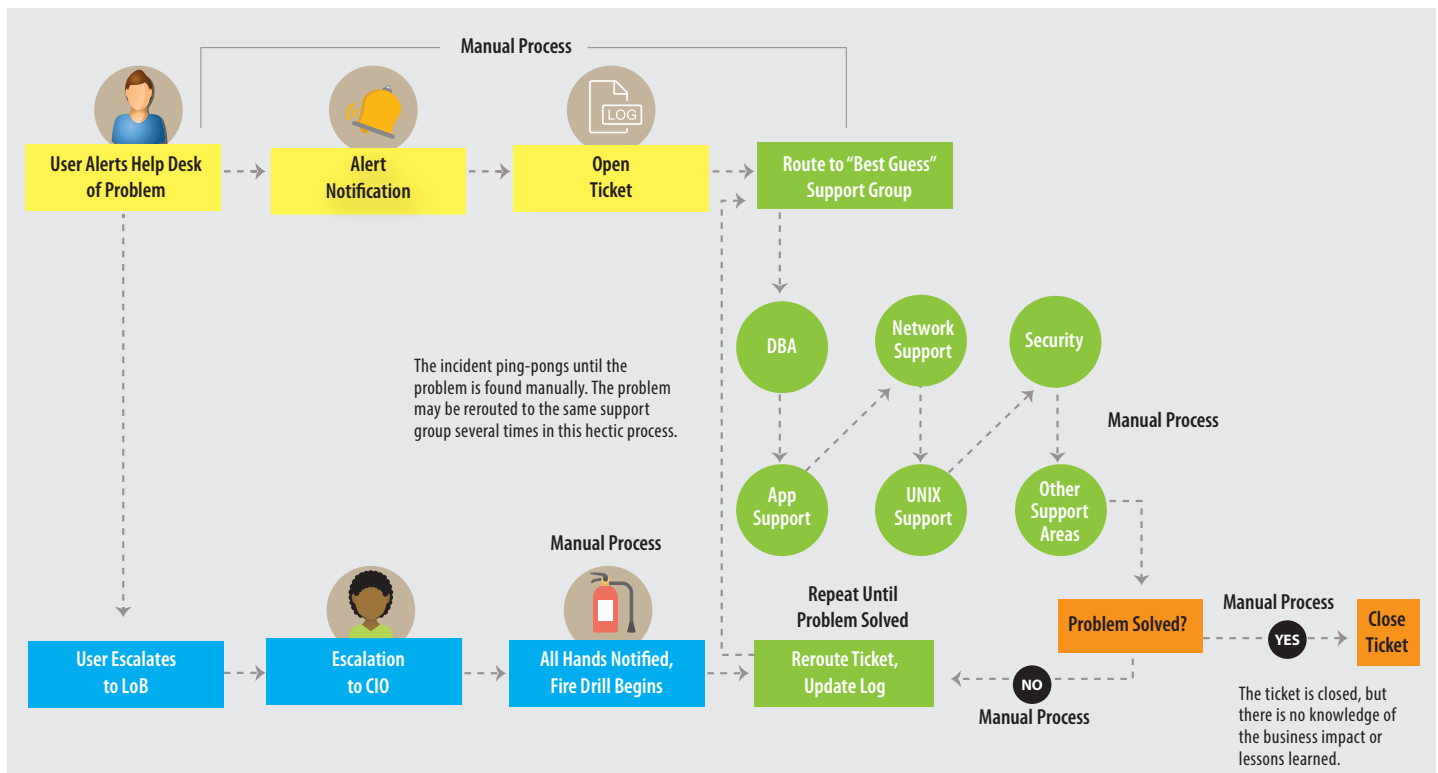 Manual Process
LOG
User Alerts Help Desk
of Problem
Alert
Notification
Open
Ticket
Route to “Best Guess”
Support Group
DBA
Network
Support
Security
The incident ping-pongs until the
problem is found manually. The problem
may be rerouted to the same support
group several times in this hectic process.
Manual Process
App
Support
UNIX
Support
Other
Support
Areas
Manual Process
Repeat Until
Problem Solved
User Escalates
to LoB
Escalation
to CIO
All Hands Notified,
Fire Drill Begins
Reroute Ticket,
Update Log
Problem Solved?
Manual Process
YES
Close
Ticket
NO
Manual Process
The ticket is closed, but
there is no knowledge of
the business impact or
lessons learned.